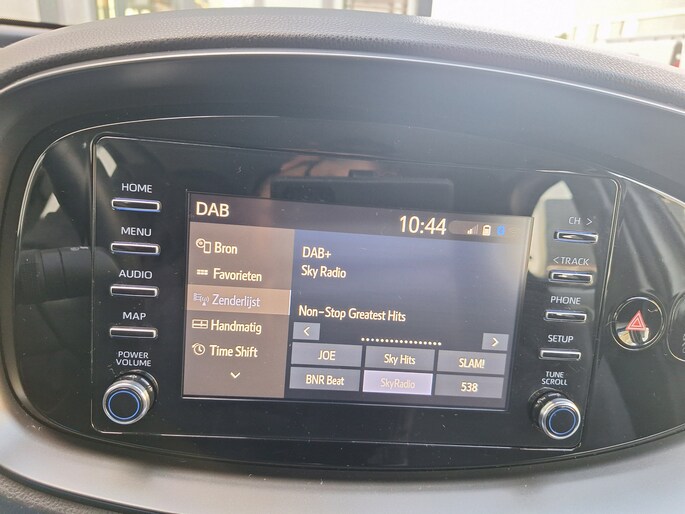 HOME
MENU
AUDIO
MAP
POWER
VOLUME
DAB
10:44
Bron
Favorieten
Zenderlijst
Handmatig
Time Shift
DAB+
Sky Radio
Non-Stop Greatest Hits
< >
JOE Sky Hits SLAM!
BNR Beat SkyRadio 538
CH >
< TRACK
PHONE
SETUP
TUNE
SCROLL